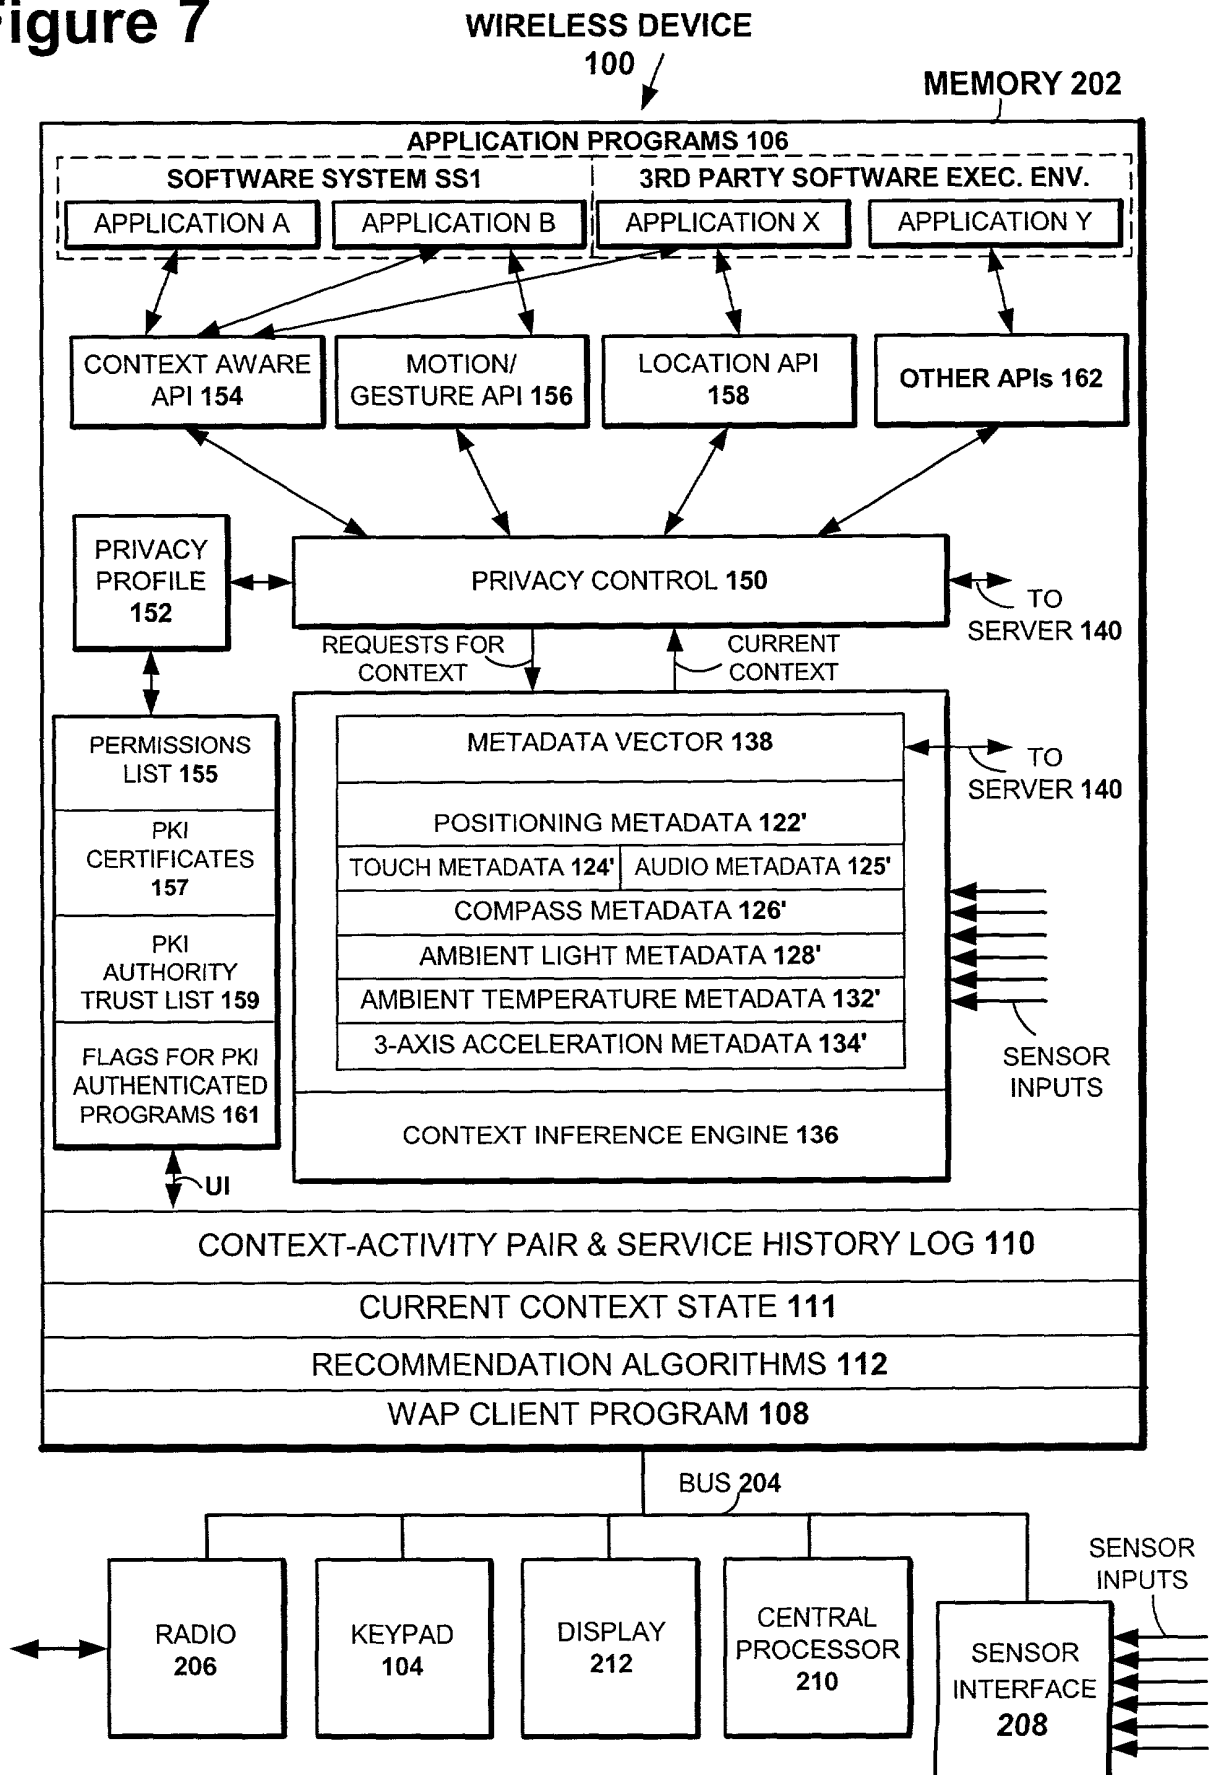 Figure 7
WIRELESS DEVICE
100
MEMORY 202
APPLICATION PROGRAMS 106
SOFTWARE SYSTEM SS1
3RD PARTY SOFTWARE EXEC. ENV.
APPLICATION A
APPLICATION B
APPLICATION X
APPLICATION Y
CONTEXT AWARE
API 154
MOTION/
GESTURE API 156
LOCATION API
158
OTHER APIs 162
PRIVACY
PROFILE
152
PRIVACY CONTROL 150
TO
SERVER 140
REQUESTS FOR
CONTEXT
CURRENT
CONTEXT
PERMISSIONS
LIST 155
PKI
CERTIFICATES
157
PKI
AUTHORITY
TRUST LIST 159
FLAGS FOR PKI
AUTHENTICATED
PROGRAMS 161
UI
METADATA VECTOR 138
TO
SERVER 140
POSITIONING METADATA 122'
TOUCH METADATA 124'
AUDIO METADATA 125'
COMPASS METADATA 126'
AMBIENT LIGHT METADATA 128'
AMBIENT TEMPERATURE METADATA 132'
3-AXIS ACCELERATION METADATA 134'
SENSOR
INPUTS
CONTEXT INFERENCE ENGINE 136
CONTEXT-ACTIVITY PAIR & SERVICE HISTORY LOG 110
CURRENT CONTEXT STATE 111
RECOMMENDATION ALGORITHMS 112
WAP CLIENT PROGRAM 108
BUS 204
RADIO
206
KEYPAD
104
DISPLAY
212
CENTRAL
PROCESSOR
210
SENSOR
INTERFACE
208
SENSOR
INPUTS